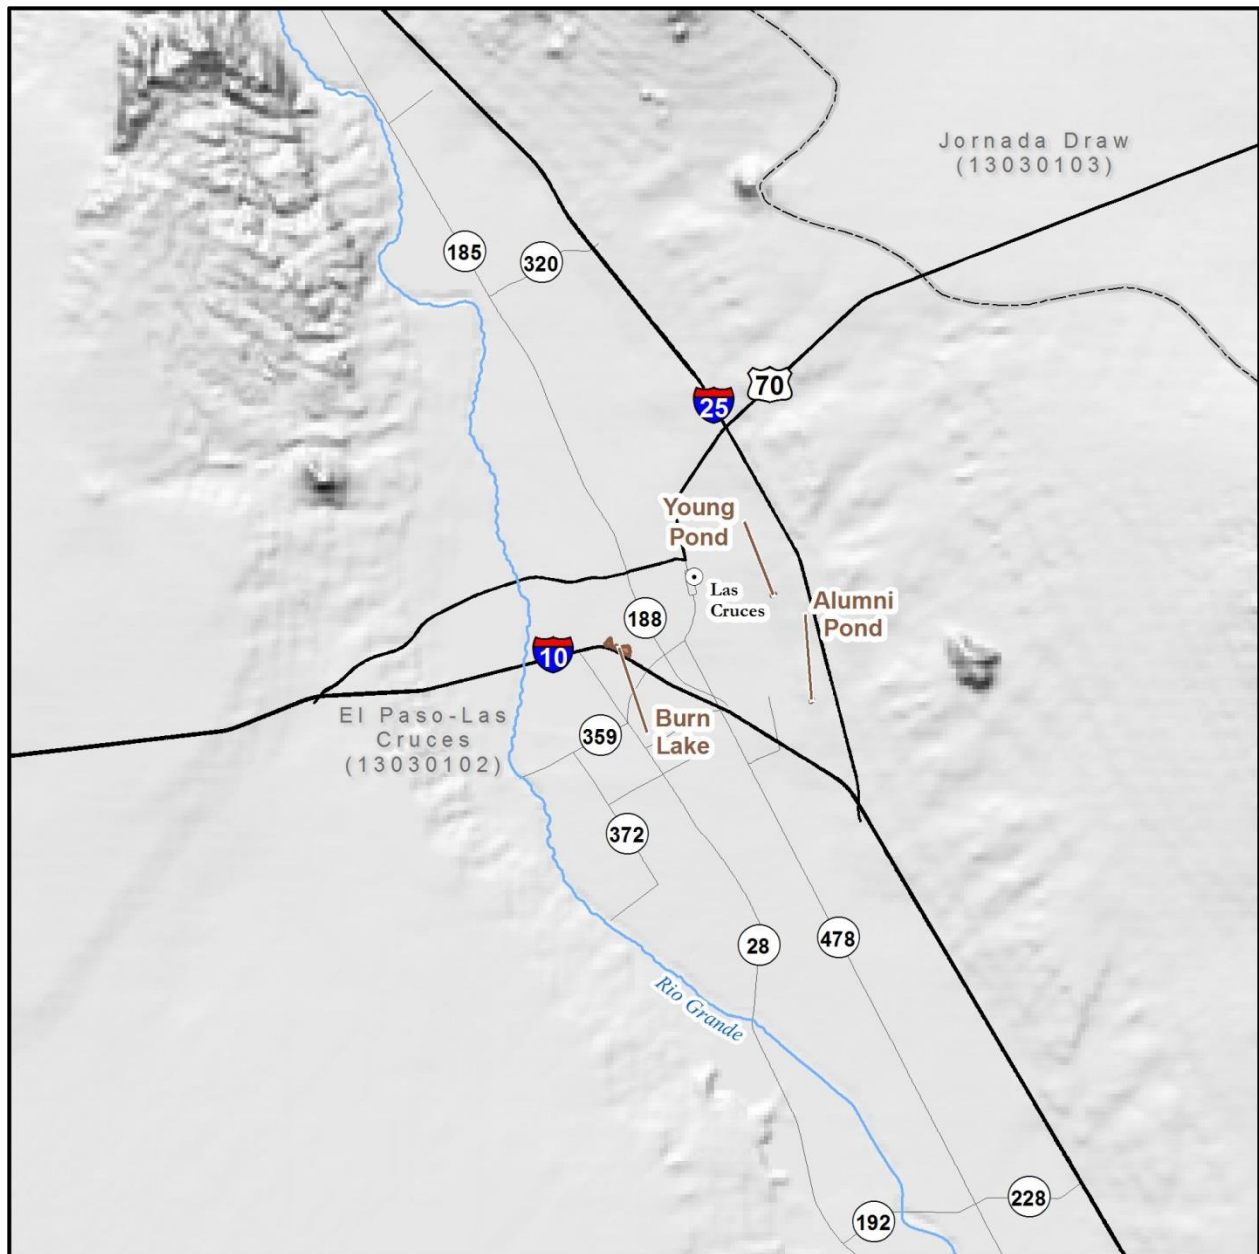 Jornada Draw
(13030103)
185
320
70
25
Young
Pond
Las
Cruces
Alumni
Pond
188
10
El Paso-Las
Cruces
(13030102)
359
Burn
Lake
372
28
478
Rio Grande
228
192